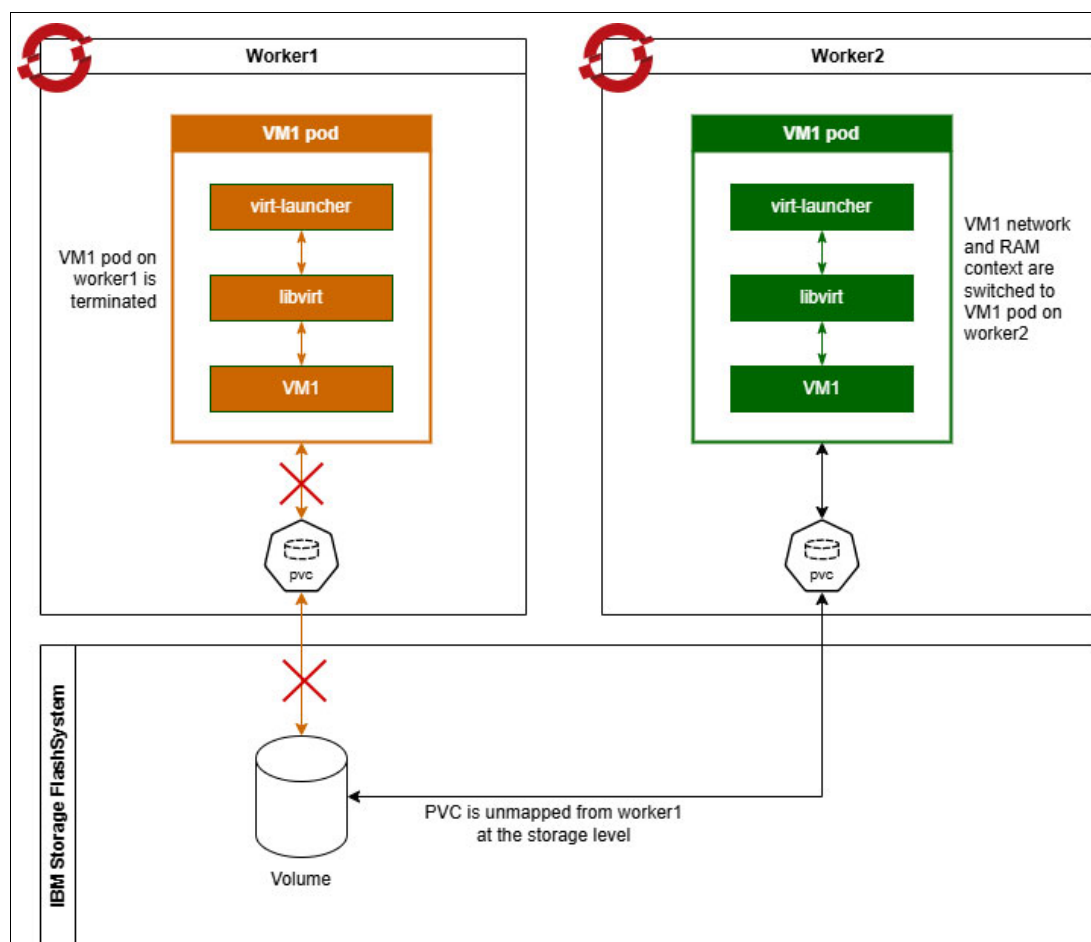 Worker1
Worker2
VM1 pod
virt-launcher
libvirt
VM1
VM1 pod on
worker1 is
terminated
pvc
VM1 pod
virt-launcher
libvirt
VM1
VM1 network
and RAM
context are
switched to
VM1 pod on
worker2
pvc
IBM Storage FlashSystem
PVC is unmapped from worker1
at the storage level
Volume